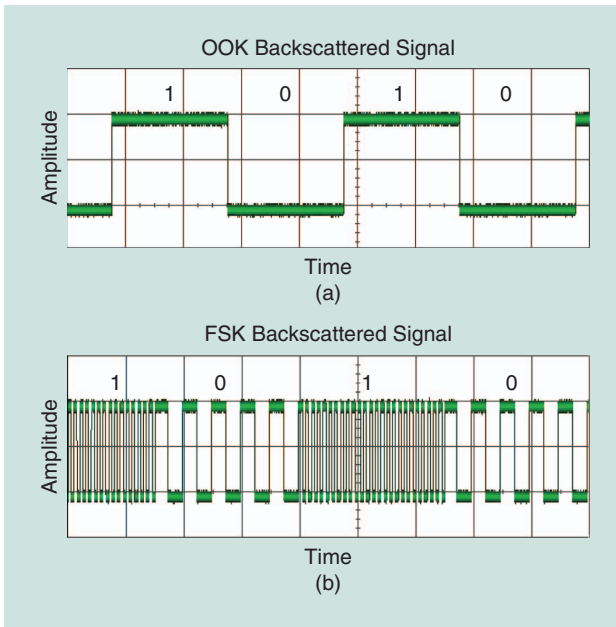 OOK Backscattered Signal
1 0 1 0
Amplitude
Time
(a)
FSK Backscattered Signal
1 0 1 0
Amplitude
Time
(b)